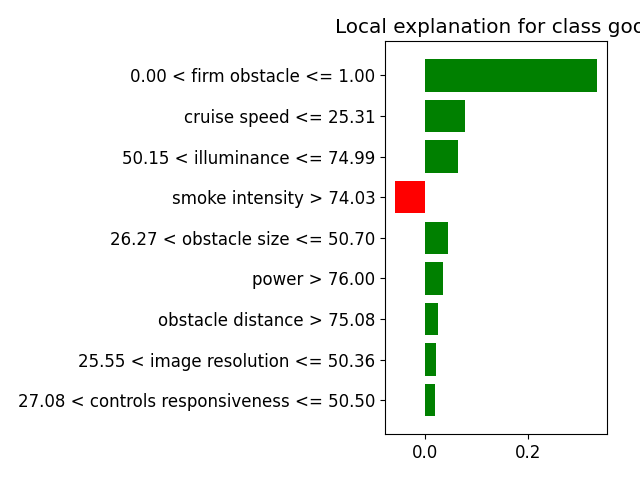 Local explanation for class goo
0.00 < firm obstacle <= 1.00
cruise speed <= 25.31
50.15 < illuminance <= 74.99
smoke intensity > 74.03
26.27 < obstacle size <= 50.70
power > 76.00
obstacle distance > 75.08
25.55 < image resolution <= 50.36
27.08 < controls responsiveness <= 50.50
0.0 0.2